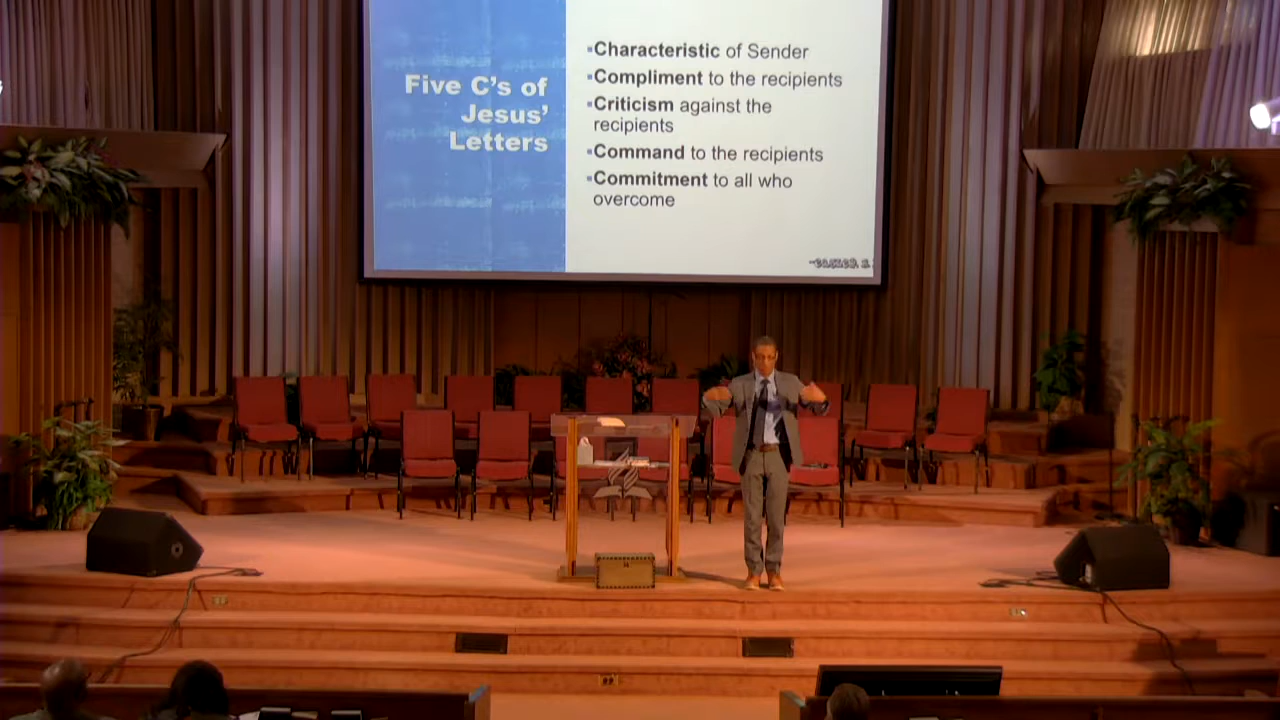 Five C's of
Jesus'
Letters
▪Characteristic of Sender
▪Compliment to the recipients
▪Criticism against the
recipients
▪Command to the recipients
▪Commitment to all who
overcome